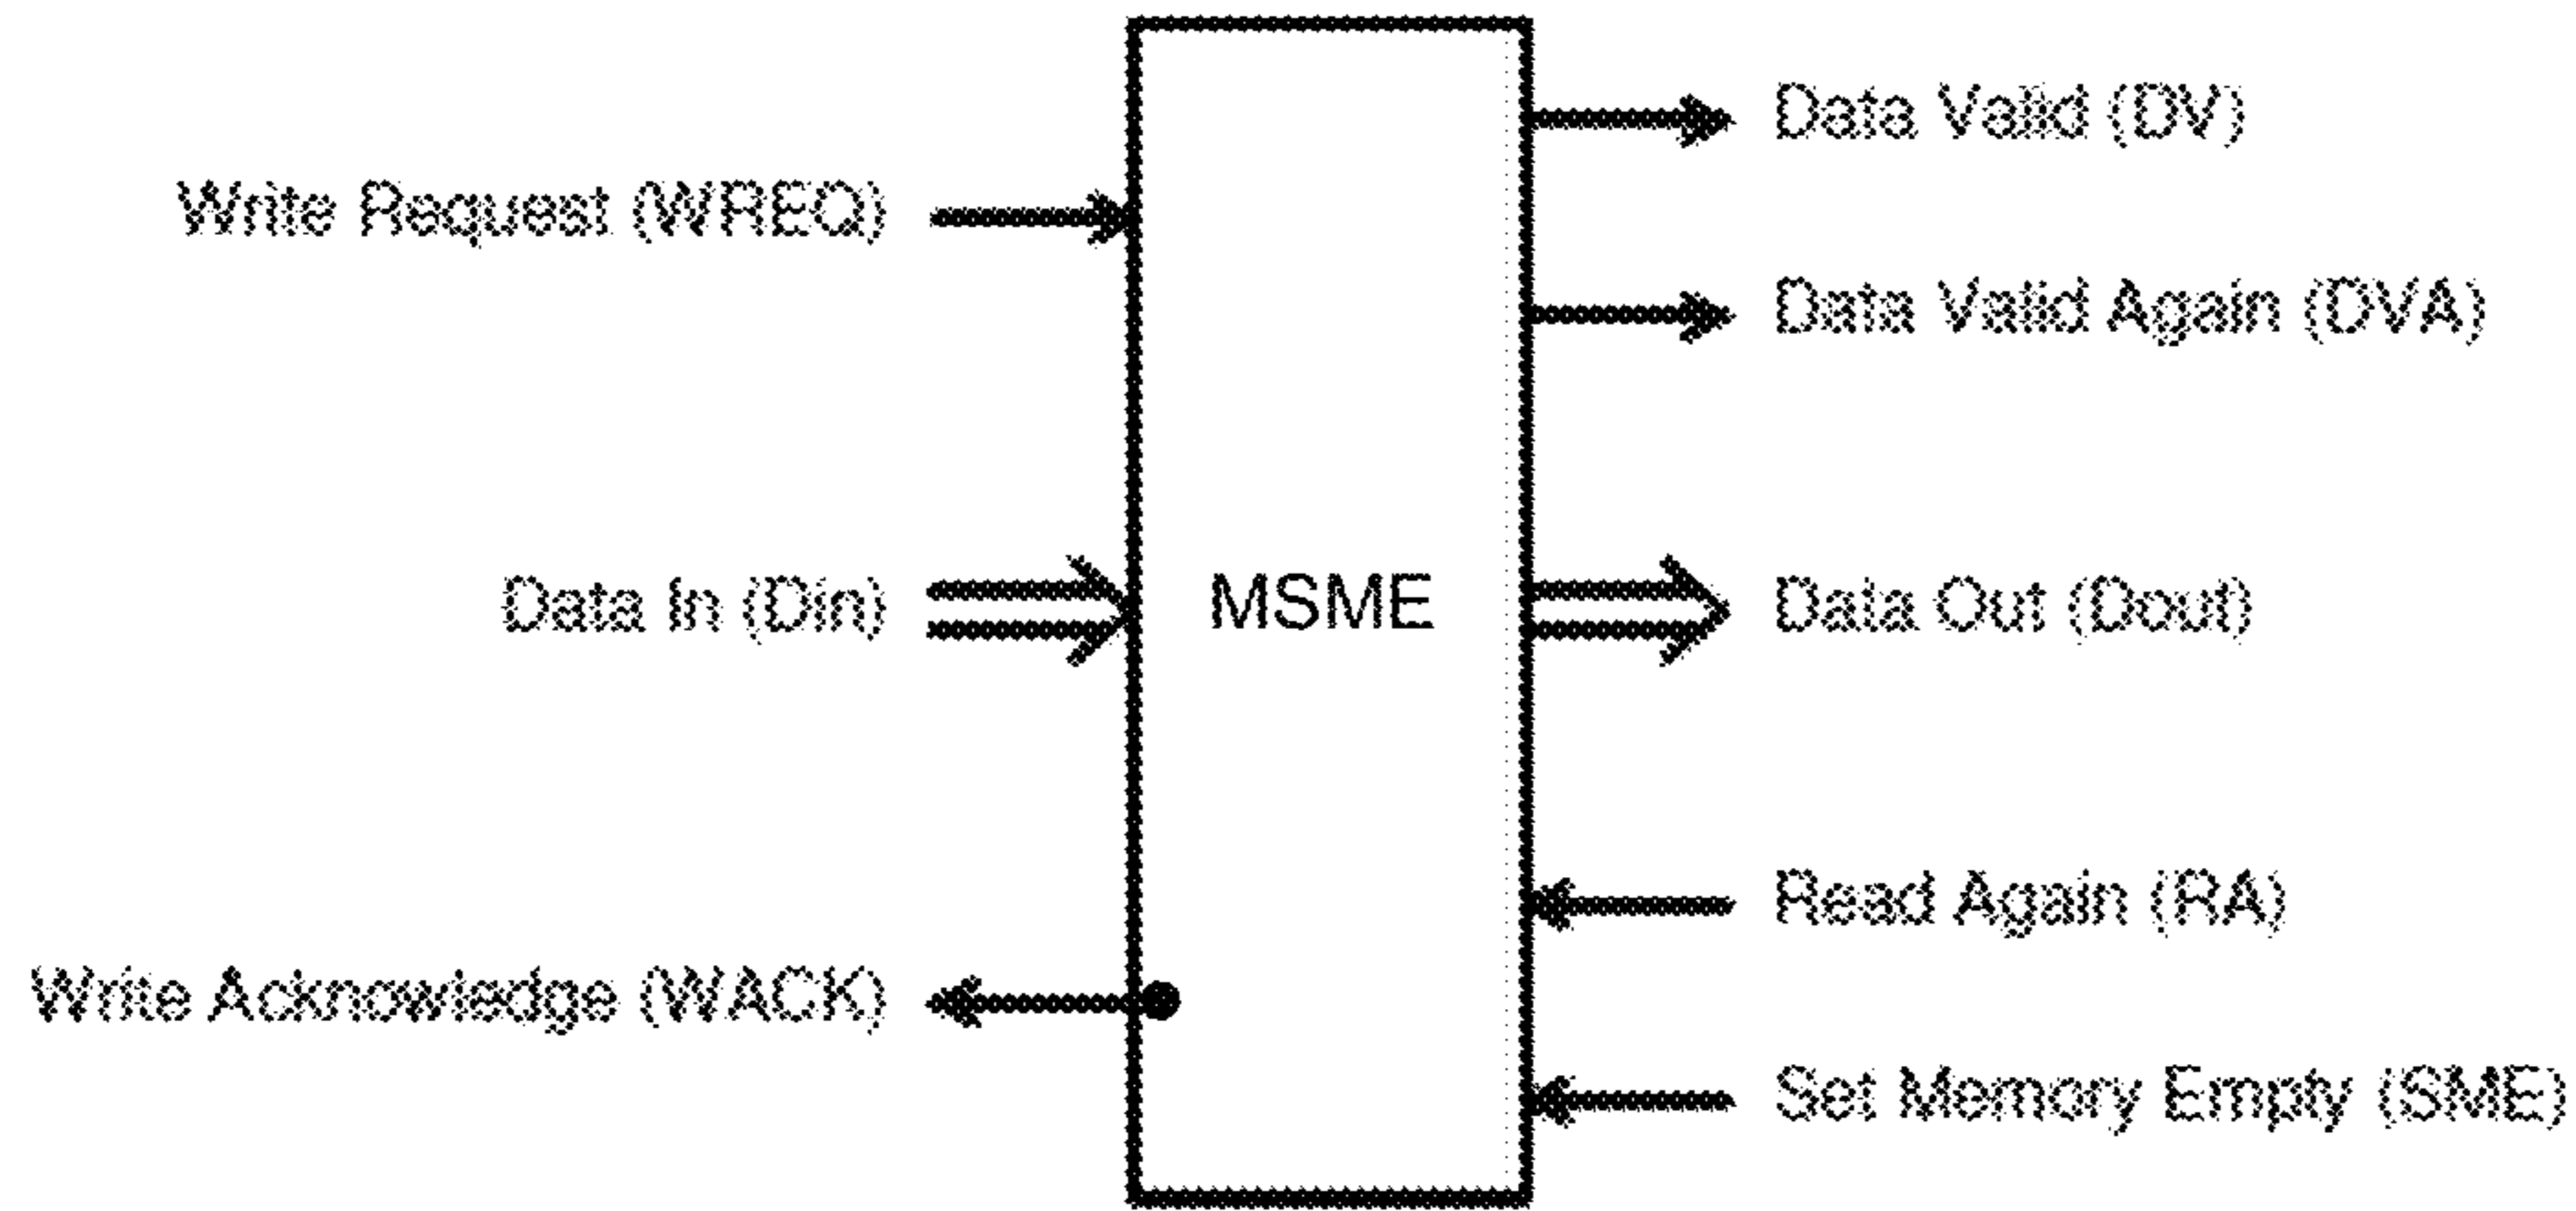 Data Valid (DV)
Write Request (WREQ)
Data Valid Again (DVA)
Data In (Din)
MSME
Data Out (Dout)
Read Again (RA)
Write Acknowledge (WACK)
Set Memory Empty (SME)